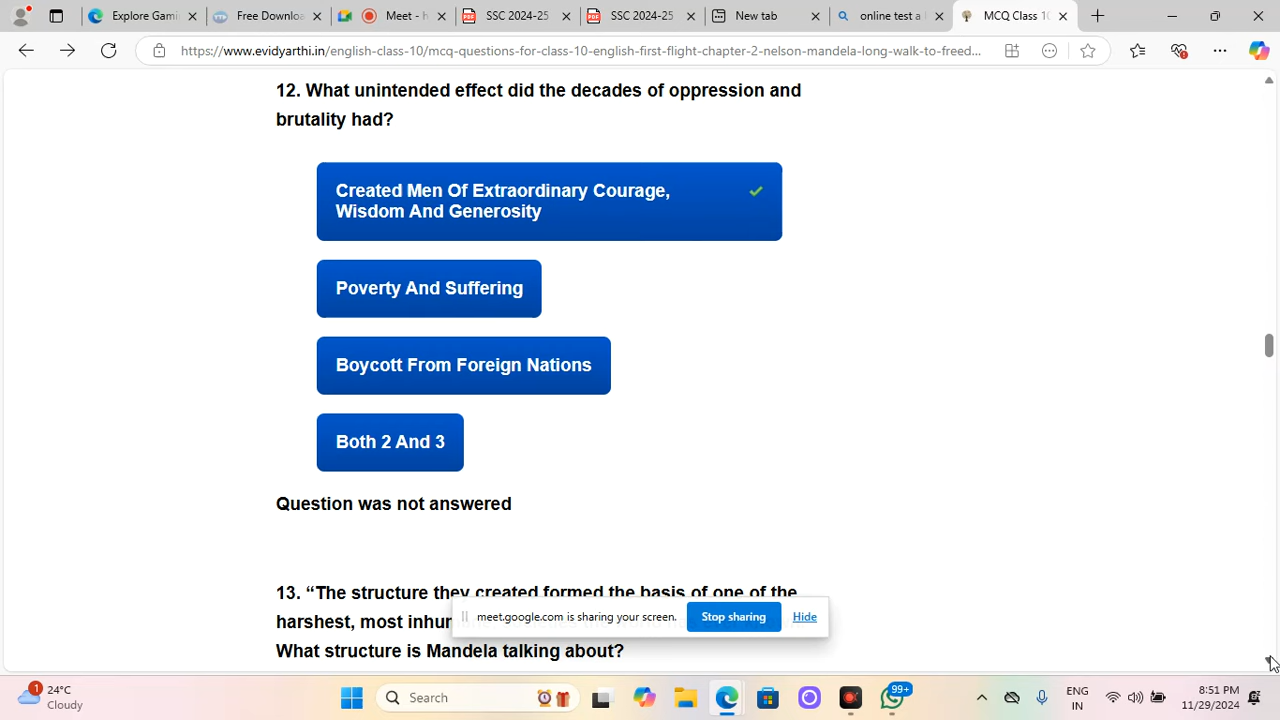 Explore Gami
Free Downlo
Meet - h
SSC 2024-25
SSC 2024-25
New tab
online test a
MCQ Class 10
https://www.evidyarthi.in/english-class-10/mcq-questions-for-class-10-english-first-flight-chapter-2-nelson-mandela-long-walk-to-freed...
12. What unintended effect did the decades of oppression and
brutality had?
Created Men Of Extraordinary Courage,
Wisdom And Generosity
Poverty And Suffering
Boycott From Foreign Nations
Both 2 And 3
Question was not answered
13. “The structure they created formed the basis of one of the
harshest, most inhu
meet.google.com is sharing your screen.
Stop sharing
Hide
What structure is Mandela talking about?
1
24°C
Cloudy
Search
99+
ENG
IN
8:51 PM
11/29/2024